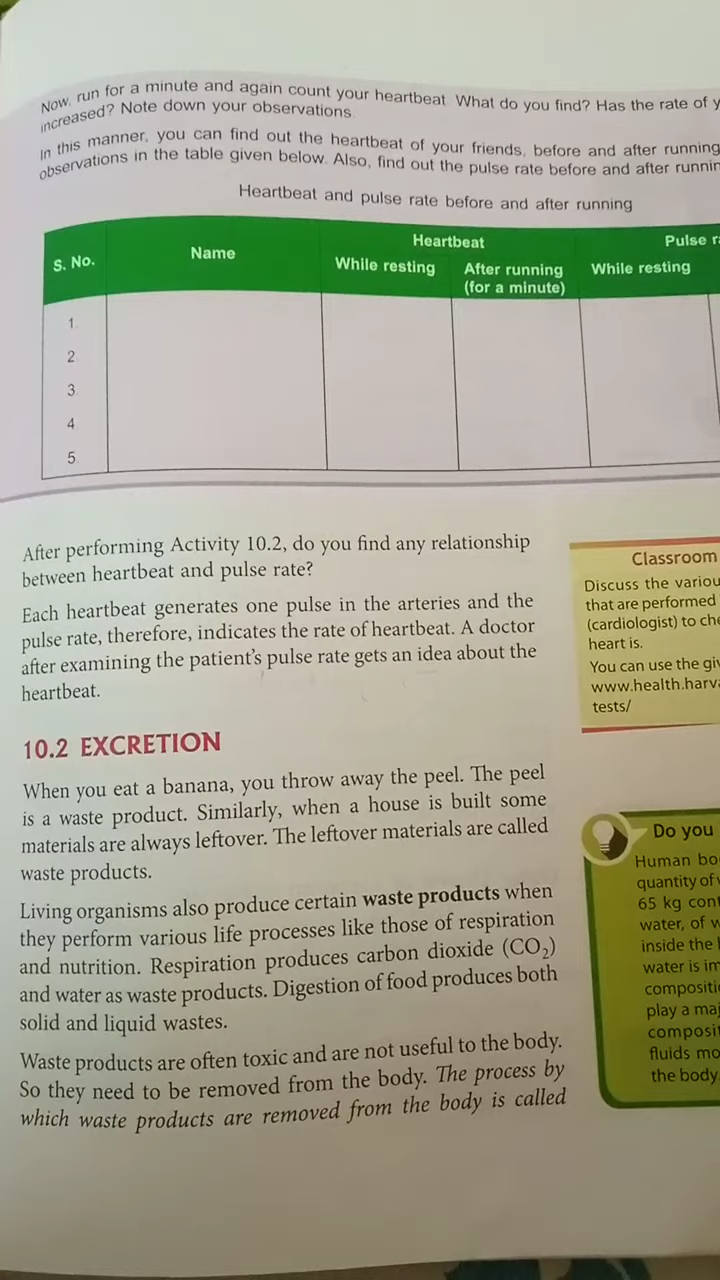 Now, run for a minute and again count your heartbeat. What do you find? Has the rate of
increased? Note down your observations.
In this manner, you can find out the heartbeat of your friends, before and after running
observations in the table given below. Also, find out the pulse rate before and after
Heartbeat and pulse rate before and after running
S. No.
Name
Heartbeat
Pulse
While resting
After running
(for a minute)
While resting
1.
2
3.
4
5.
After performing Activity 10.2, do you find any relationship
between heartbeat and pulse rate?
Each heartbeat generates one pulse in the arteries and the
pulse rate, therefore, indicates the rate of heartbeat. A doctor
after examining the patient's pulse rate gets an idea about the
heartbeat.
10.2 EXCRETION
When you eat a banana, you throw away the peel. The peel
is a waste product. Similarly, when a house is built some
materials are always leftover. The leftover materials are called
waste products.
Living organisms also produce certain waste products when
they perform various life processes like those of respiration
and nutrition. Respiration produces carbon dioxide (CO₂)
and water as waste products. Digestion of food produces both
solid and liquid wastes.
Waste products are often toxic and are not useful to the body.
So they need to be removed from the body. The process by
which waste products are removed from the body is called
Classroom
Discuss the
that are performed
(cardiologist) to
heart is.
You can use the
www.health.harv
tests/
Do you
Human
quantity of
65 kg
water, of
inside the
water is
play a
fluids
the body